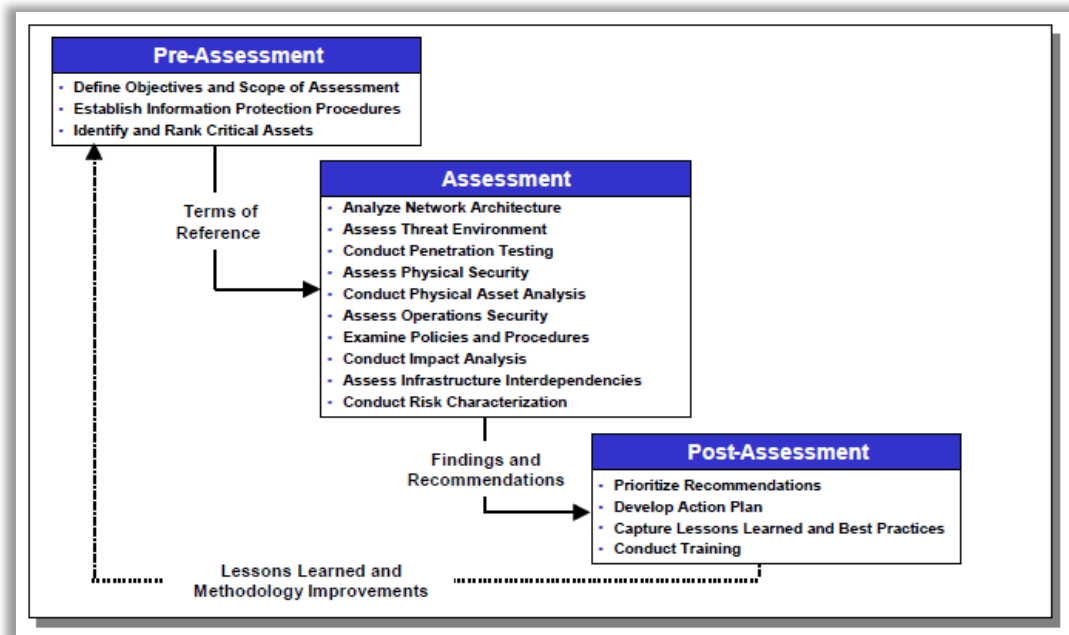 Pre-Assessment
▪ Define Objectives and Scope of Assessment
▪ Establish Information Protection Procedures
▪ Identify and Rank Critical Assets
Terms of
Reference
Assessment
▪ Analyze Network Architecture
▪ Assess Threat Environment
▪ Conduct Penetration Testing
▪ Assess Physical Security
▪ Conduct Physical Asset Analysis
▪ Assess Operations Security
▪ Examine Policies and Procedures
▪ Conduct Impact Analysis
▪ Assess Infrastructure Interdependencies
▪ Conduct Risk Characterization
Findings and
Recommendations
Post-Assessment
▪ Prioritize Recommendations
▪ Develop Action Plan
▪ Capture Lessons Learned and Best Practices
▪ Conduct Training
Lessons Learned and
Methodology Improvements